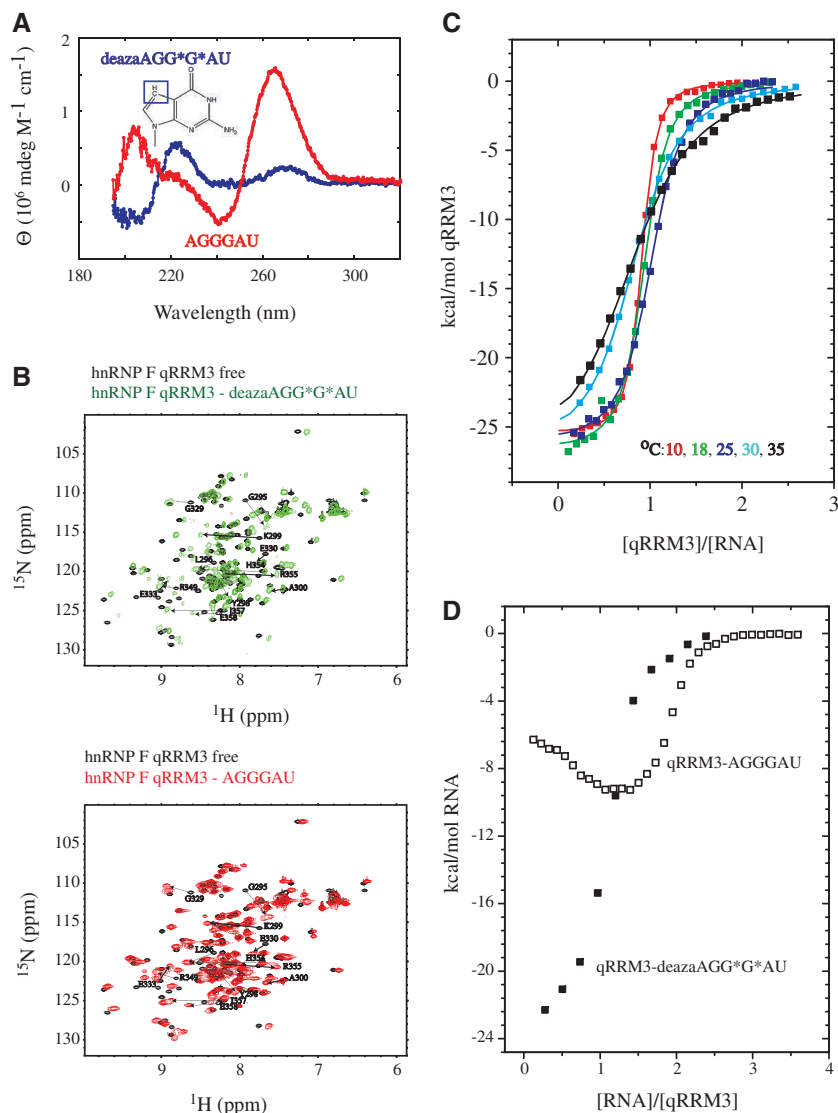 A
deazaAGG*G*AU
H
O
NH
N
N
NH₂
AGGGAU
Θ (10⁶ mdeg M⁻¹ cm⁻¹)
2
1
0
180
220
260
300
Wavelength (nm)
B
hnRNP F qRRM3 free
hnRNP F qRRM3 - deazaAGG*G*AU
¹⁵N (ppm)
105
110
115
120
125
130
G329
G295
K299
E330
L296
H354
R355
E333
R349
A300
Y298
I357
E358
9
8
7
6
¹H (ppm)
hnRNP F qRRM3 free
hnRNP F qRRM3 - AGGGAU
¹⁵N (ppm)
105
110
115
120
125
130
G329
G295
K299
E330
L296
H354
R355
E333
R349
A300
Y298
I357
E358
9
8
7
6
¹H (ppm)
C
kcal/mol qRRM3
0
-5
-10
-15
-20
-25
°C:10, 18, 25, 30, 35
0
1
2
3
[qRRM3]/[RNA]
D
kcal/mol RNA
0
-4
-8
-12
-16
-20
-24
qRRM3-AGGGAU
qRRM3-deazaAGG*G*AU
0
1
2
3
4
[RNA]/[qRRM3]